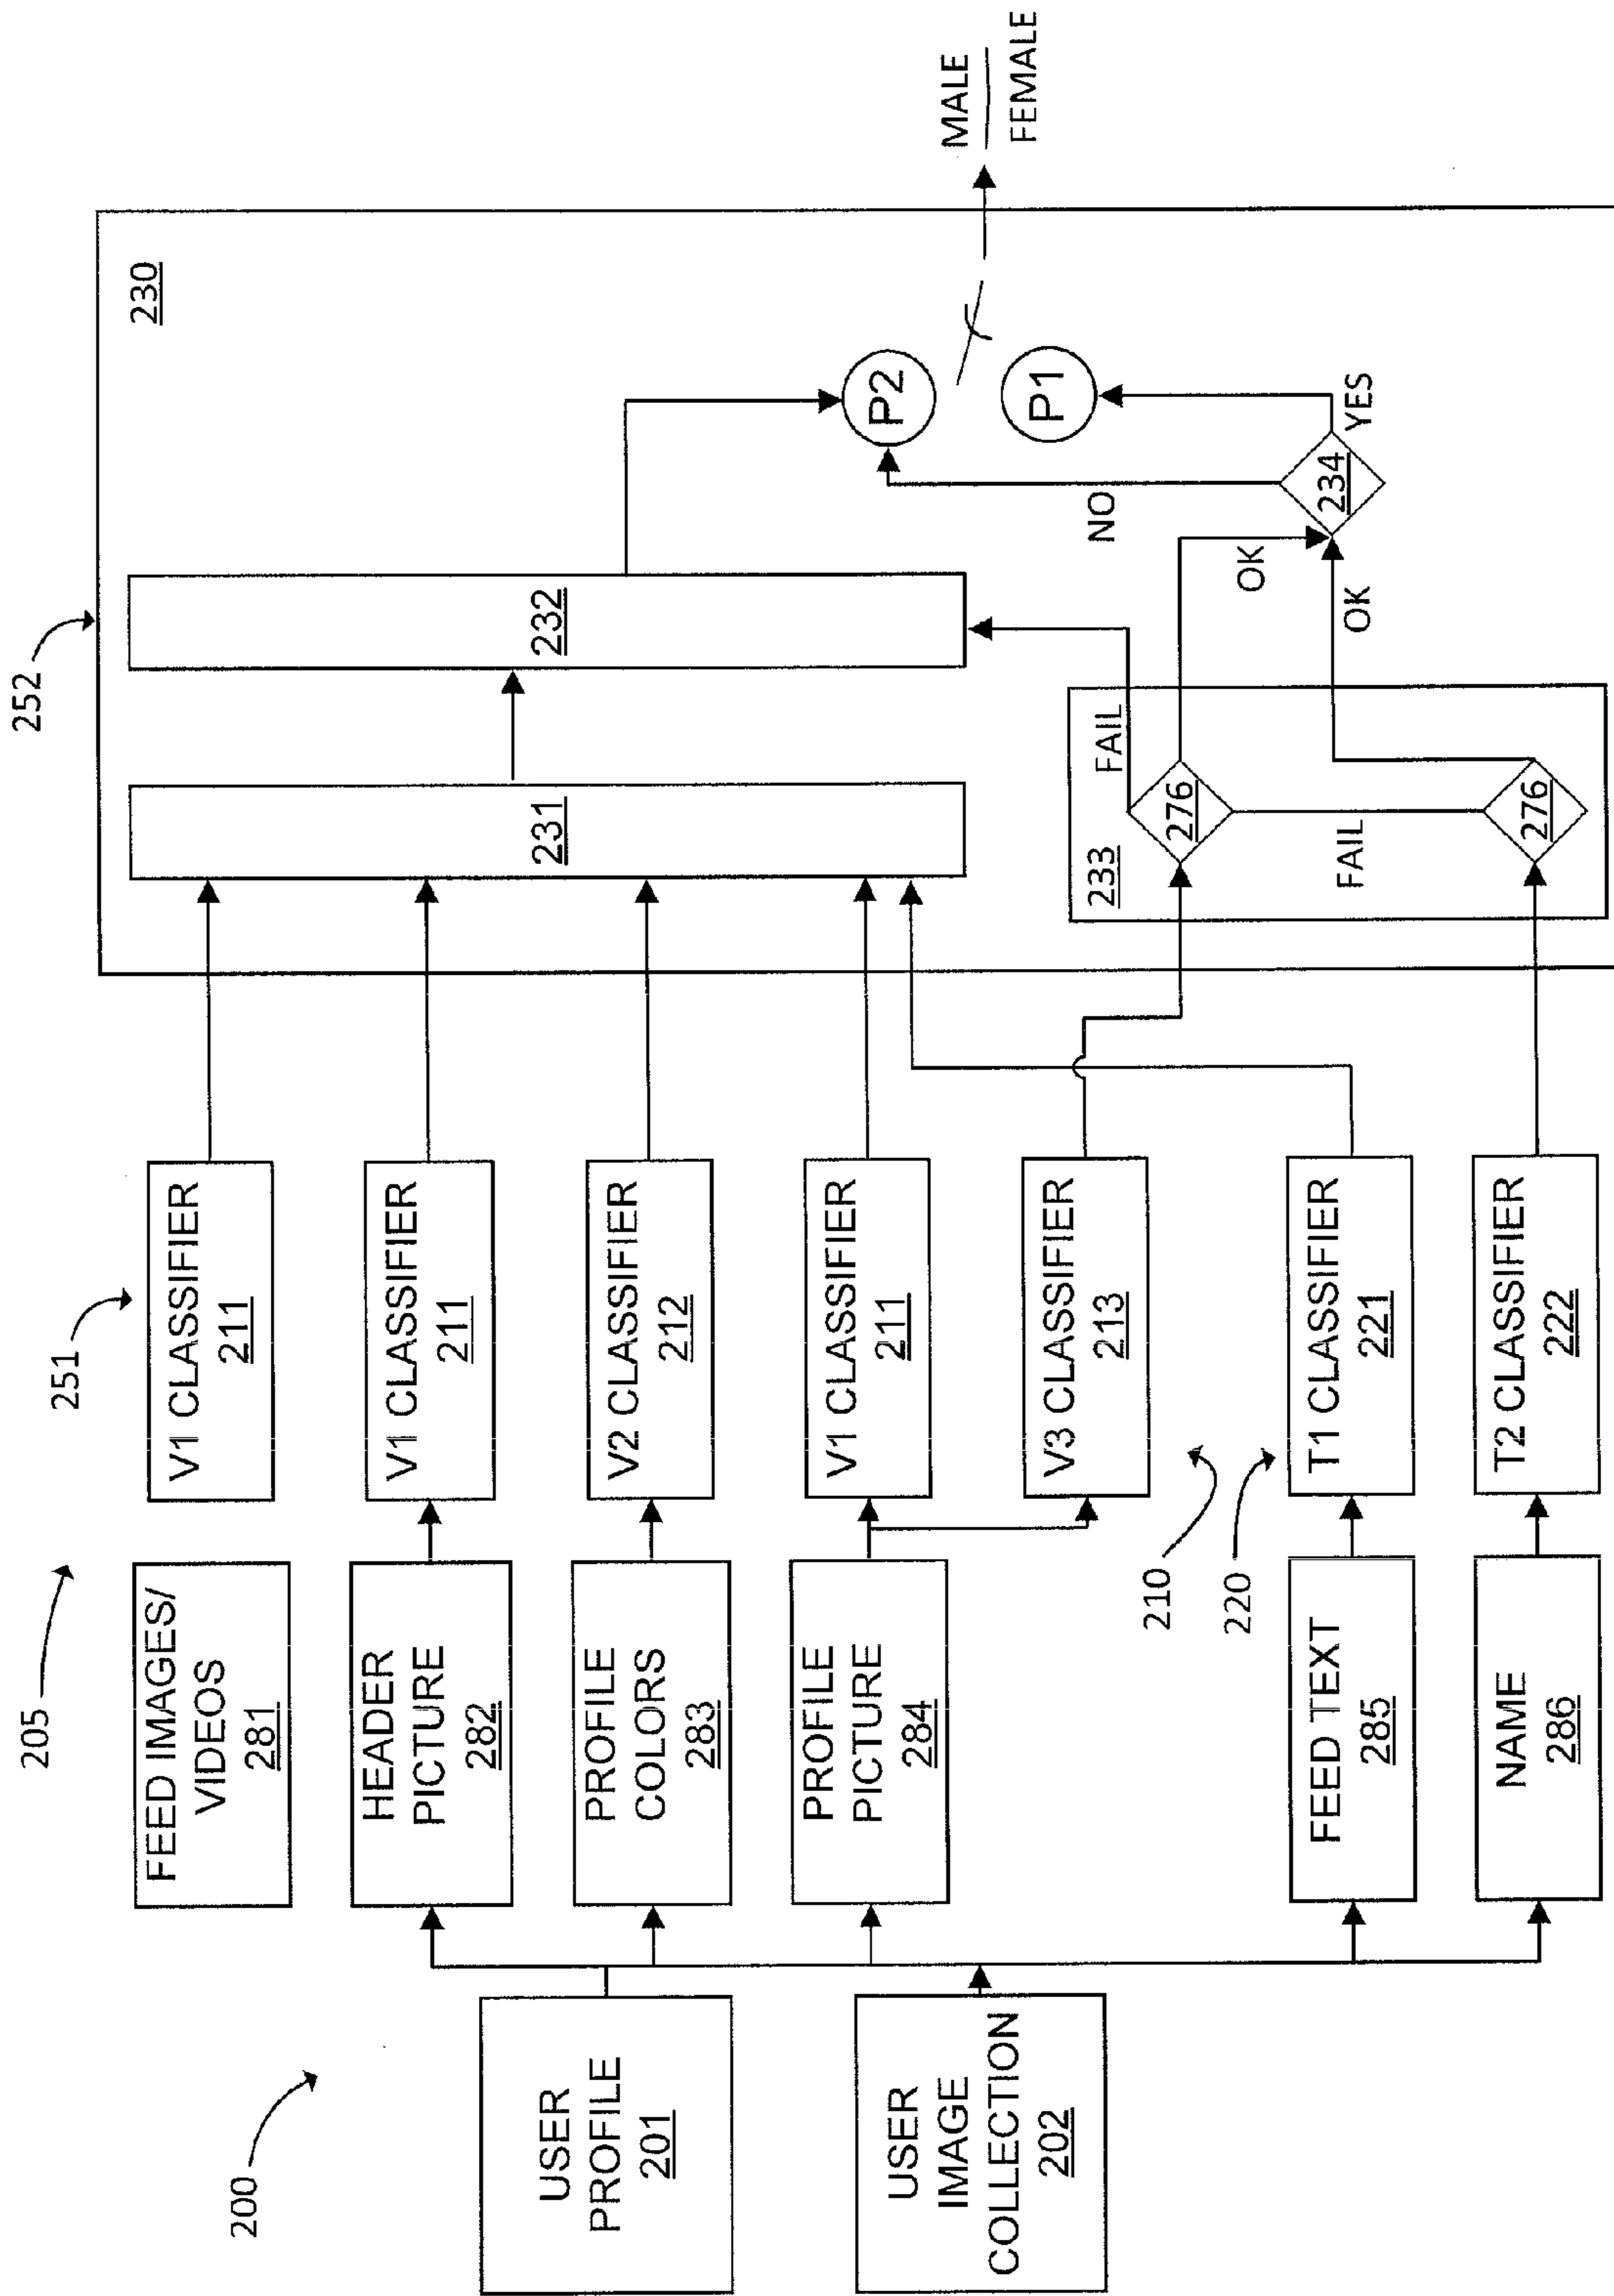 200
205
251
252
USER
PROFILE
201
USER
IMAGE
COLLECTION
202
FEED IMAGES/
VIDEOS
281
HEADER
PICTURE
282
PROFILE
COLORS
283
PROFILE
PICTURE
284
FEED TEXT
285
NAME
286
V1 CLASSIFIER
211
V1 CLASSIFIER
211
V2 CLASSIFIER
212
V1 CLASSIFIER
211
V3 CLASSIFIER
213
210
220
T1 CLASSIFIER
221
T2 CLASSIFIER
222
230
231
232
233
276
FAIL
FAIL
276
OK
OK
234
NO
YES
P2
P1
MALE
FEMALE